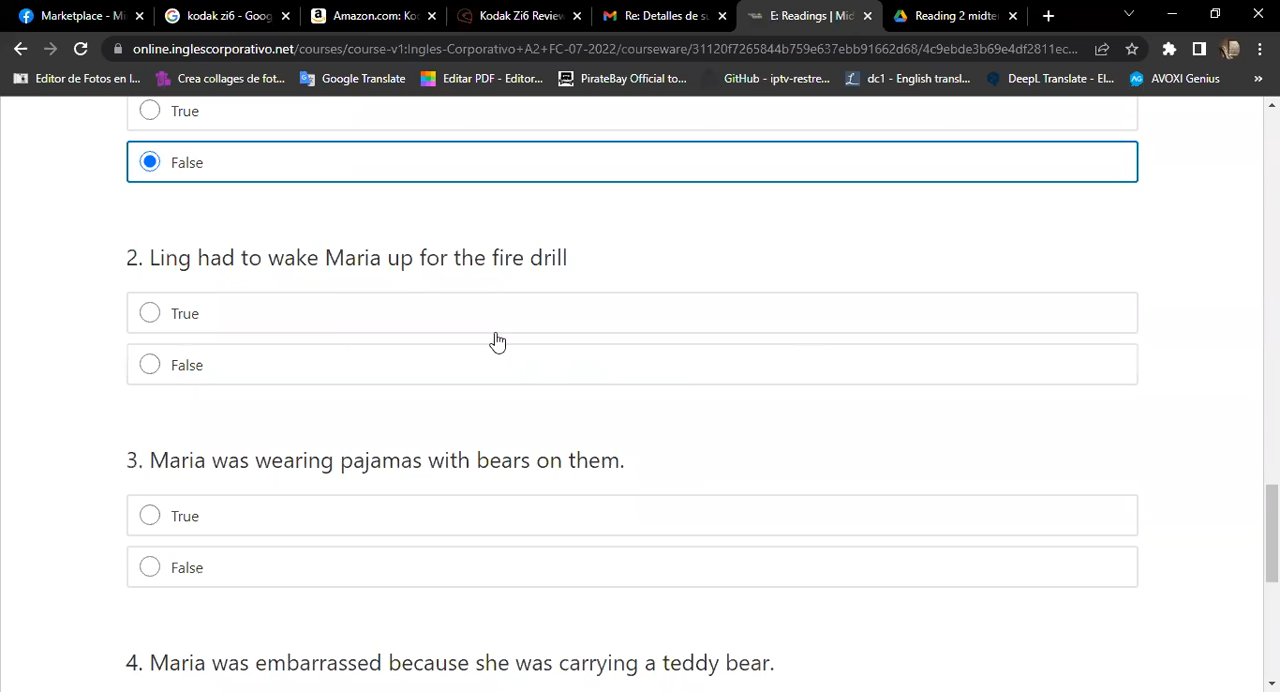 Marketplace - Mi
kodak zi6 - Goog
Amazon.com: Ko
Kodak Zi6 Review
Re: Detalles de su
E: Readings | Mid
Reading 2 midte
online.inglescorporativo.net/courses/course-v1:Ingles-Corporativo+A2+FC-07-2022/courseware/31120f7265844b759e637ebb91662d68/4c9ebde3b69e4df2811ec...
Editor de Fotos en l...
Crea collages de fot...
Google Translate
Editar PDF - Editor...
PirateBay Official to...
GitHub - iptv-restre...
dc1 - English transl...
DeepL Translate - El...
AVOXI Genius
»
True
False
2. Ling had to wake Maria up for the fire drill
True
False
3. Maria was wearing pajamas with bears on them.
True
False
4. Maria was embarrassed because she was carrying a teddy bear.